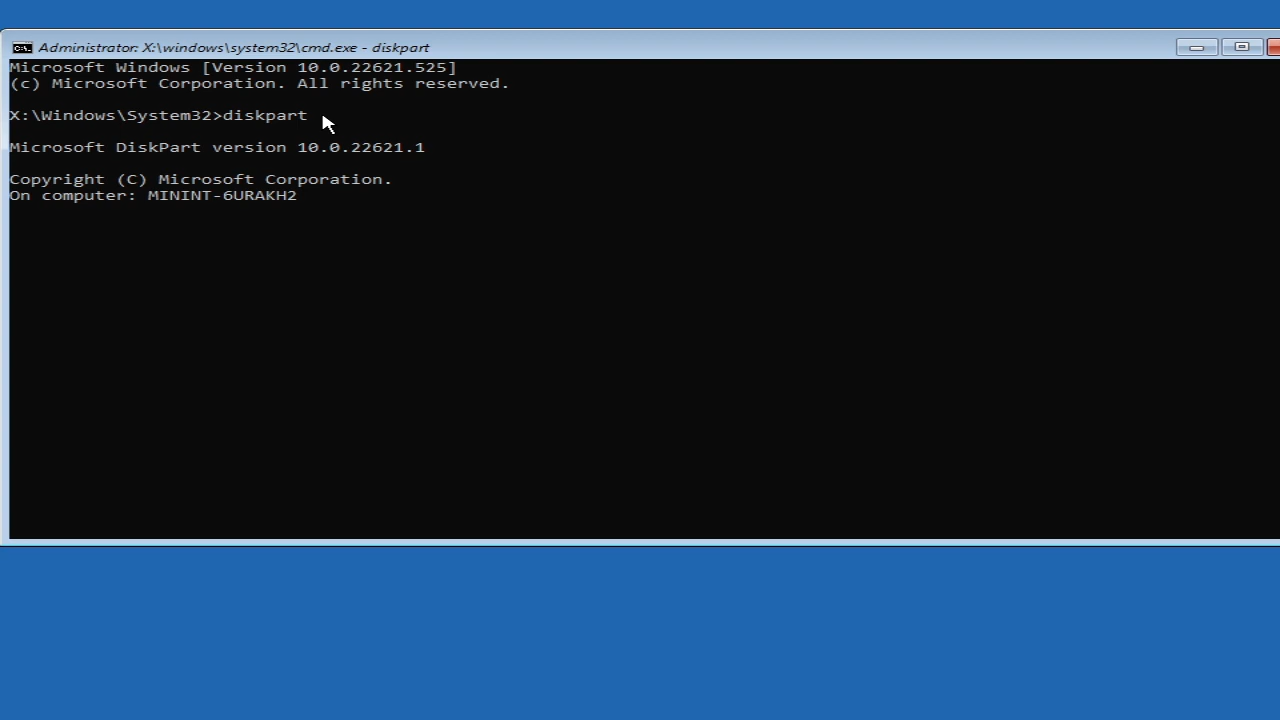 Administrator: X:\windows\system32\cmd.exe - diskpart
Microsoft Windows [Version 10.0.22621.525]
(c) Microsoft Corporation. All rights reserved.
X:\Windows\System32>diskpart
Microsoft DiskPart version 10.0.22621.1
Copyright (C) Microsoft Corporation.
On computer: MININT-6URAKH2